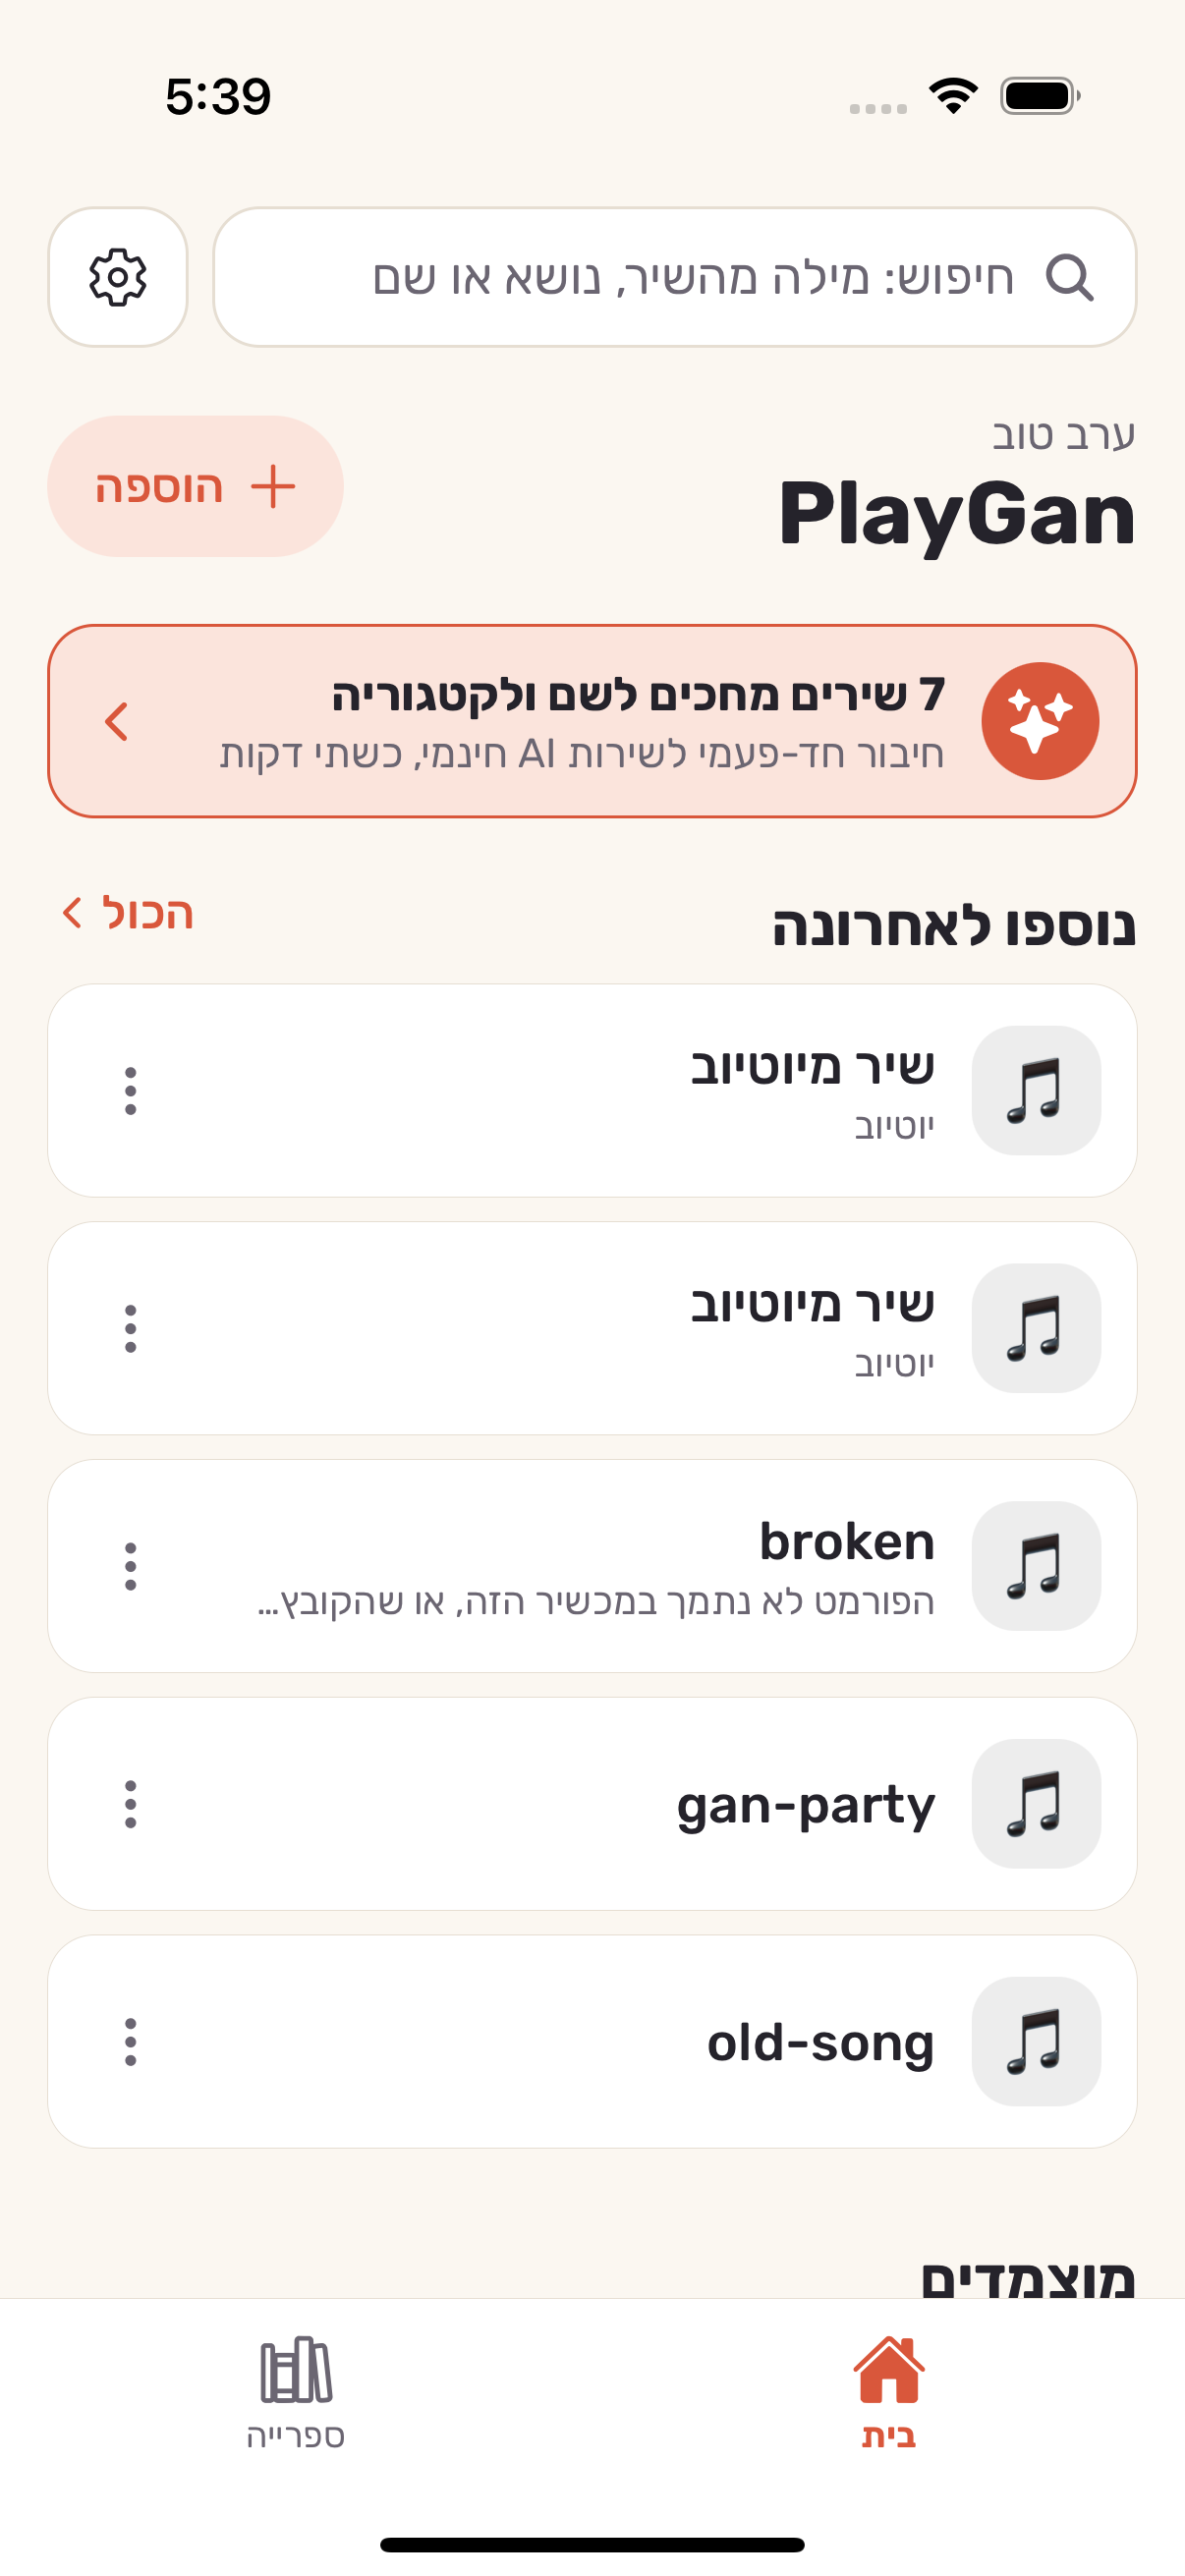 5:39
חיפוש: מילה מהשיר, נושא או שם
ערב טוב
PlayGan
הוספה
7 שירים מחכים לשם ולקטגוריה
חיבור חד-פעמי לשירות AI חינמי, כשתי דקות
נוספו לאחרונה
הכול
שיר מיוטיוב
יוטיוב
שיר מיוטיוב
יוטיוב
broken
הפורמט לא נתמך במכשיר הזה, או שהקובץ...
gan-party
old-song
מוצמדים
בית
ספרייה